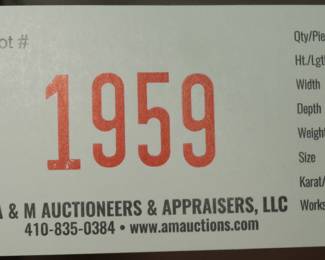 ot #
1959
A & M AUCTIONEERS & APPRAISERS, LLC
410-835-0384 • www.amauctions.com
Qty/Pie
Ht./Lgt
Width
Depth
Weight
Size
Karat/
Works